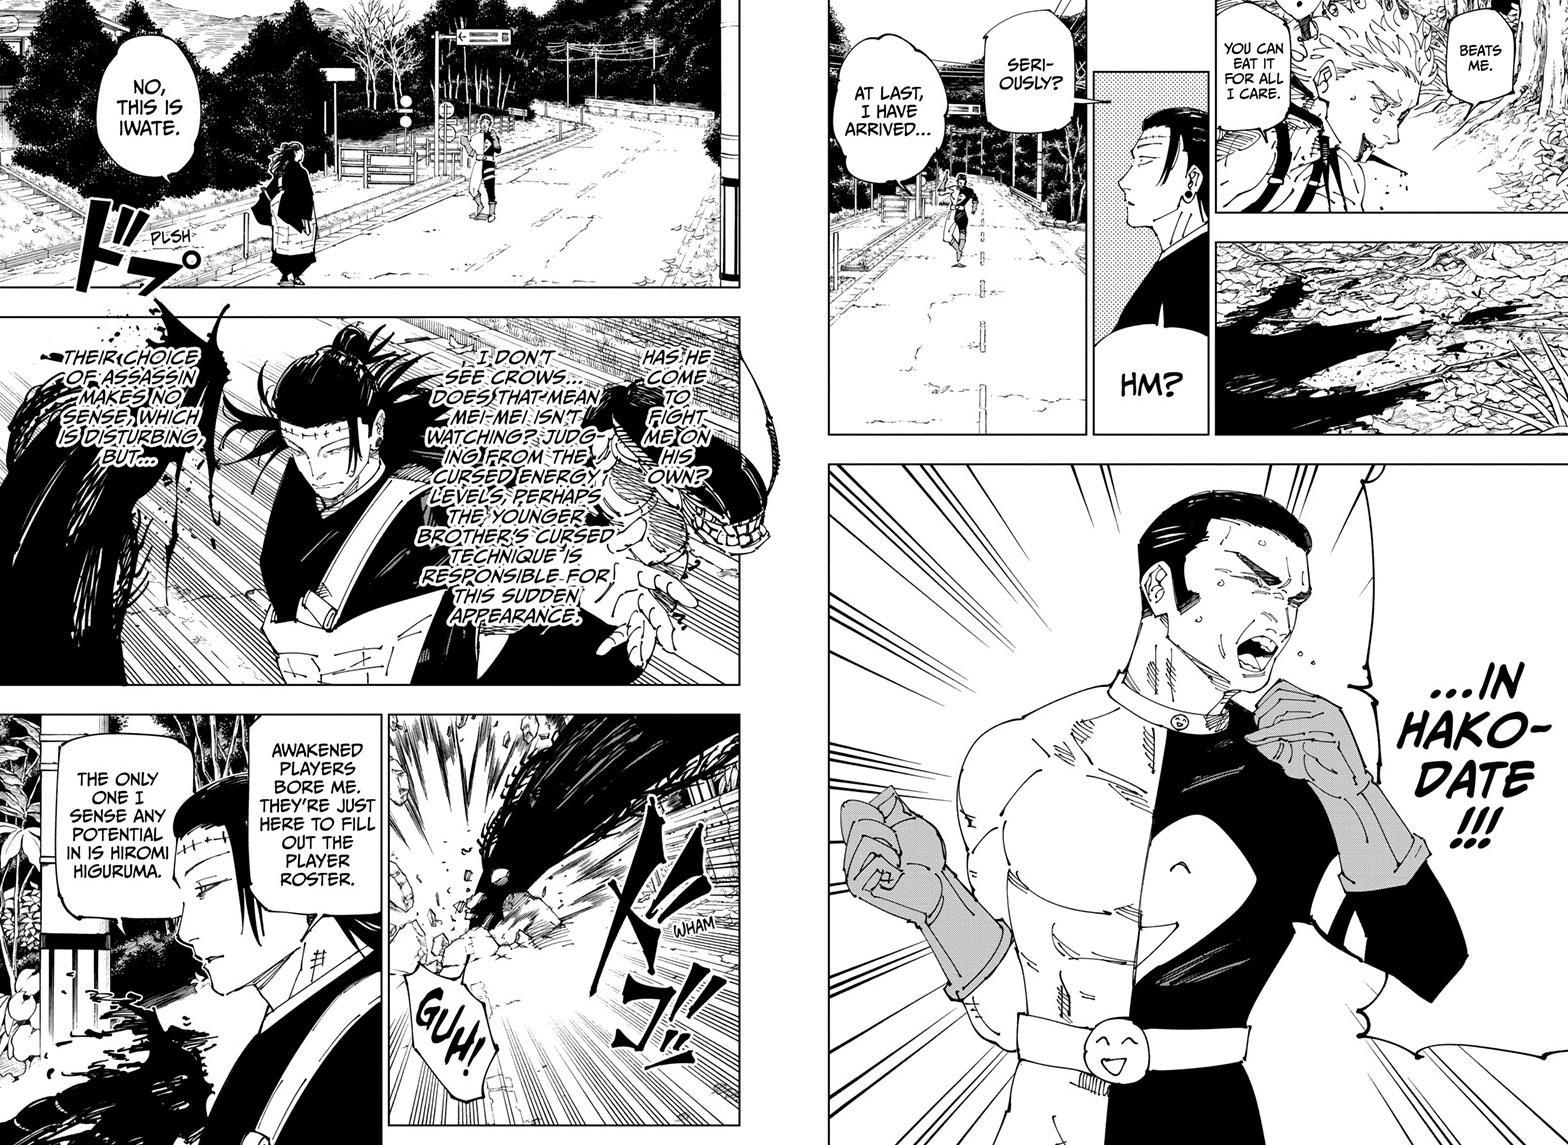 BEATS
ME.
YOU CAN
EAT IT
FOR ALL
I CARE.
HM?
SERI-
OUSLY?
AT LAST,
I HAVE
ARRIVED...
...IN
HAKO-
DATE
!!!
NO,
THIS IS
IWATE.
ドプ°
PLSH
HAS HE
COME
TO
FIGHT
ME ON
HIS
OWN?
I DON'T
SEE CROWS...
DOES THAT MEAN
MEI MEI ISN'T
WATCHING? JUDG-
ING FROM THE
CURSED ENERGY
LEVELS, PERHAPS
THE YOUNGER
BROTHER'S CURSED
TECHNIQUE IS
RESPONSIBLE FOR
THIS SUDDEN
APPEARANCE.
THEIR CHOICE
OF ASSASSIN
MAKES NO
SENSE, WHICH
IS DISTURBING,
BUT...
ドゴ!!
WHAM
GUH!
AWAKENED
PLAYERS
BORE ME.
THEY'RE JUST
HERE TO FILL
OUT THE
PLAYER
ROSTER.
THE ONLY
ONE I
SENSE ANY
POTENTIAL
IN IS HIROMI
HIGURUMA.